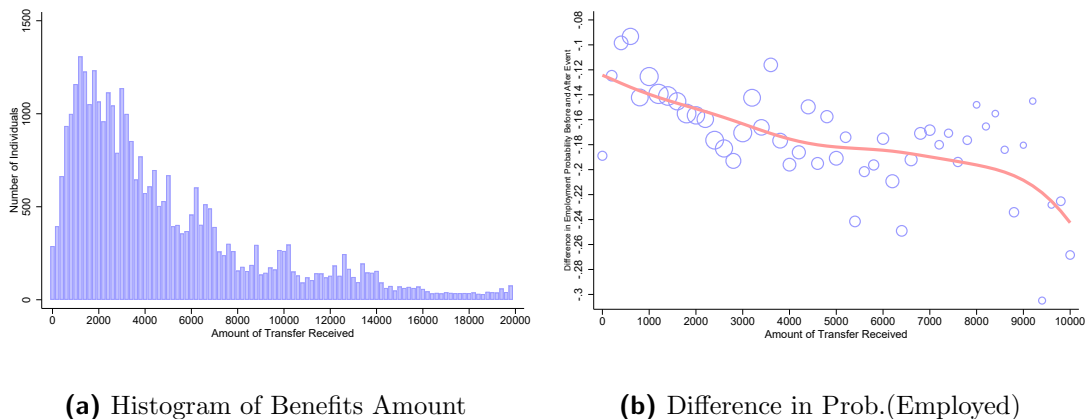 1500
1000
500
0
Number of Individuals
0 2000 4000 6000 8000 10000 12000 14000 16000 18000 20000
Amount of Transfer Received
(a) Histogram of Benefits Amount
-.08
-.1
-.12
-.14
-.16
-.18
-.2
-.22
-.24
-.26
-.28
-.3
Difference in Employment Probability Before and After Event
0 1000 2000 3000 4000 5000 6000 7000 8000 9000 10000
Amount of Transfer Received
(b) Difference in Prob.(Employed)